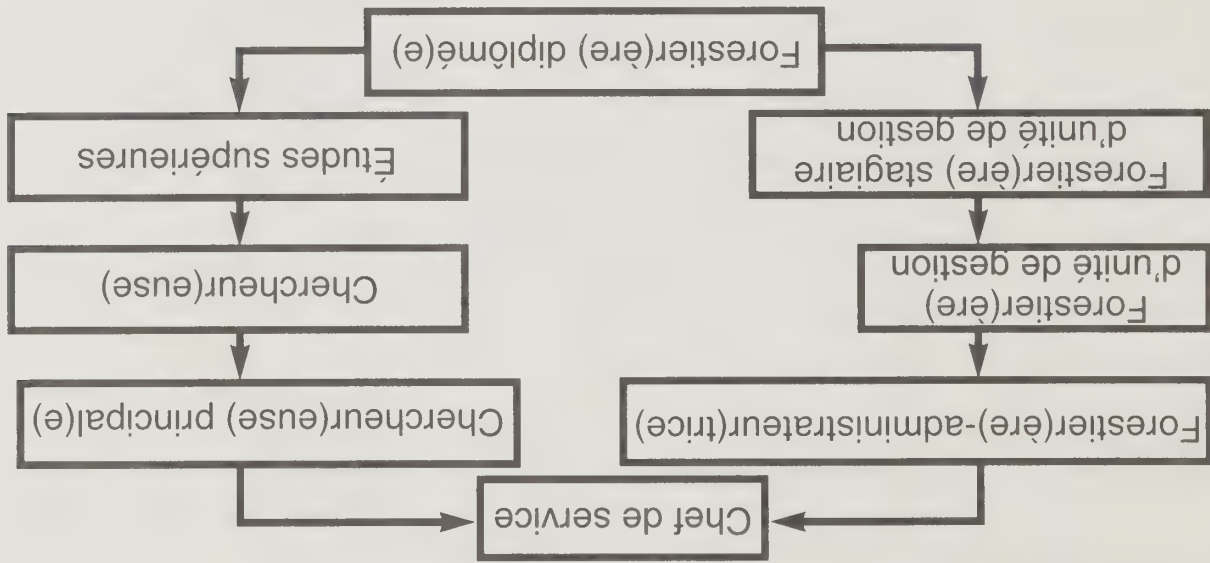 Chef de service
Forestier(ère)-administrateur(trice)
Chercheur(euse) principal(e)
Forestier(ère)
d'unité de gestion
Chercheur(euse)
Forestier(ère) stagiaire
d'unité de gestion
Études supérieures
Forestier(ère) diplômé(e)